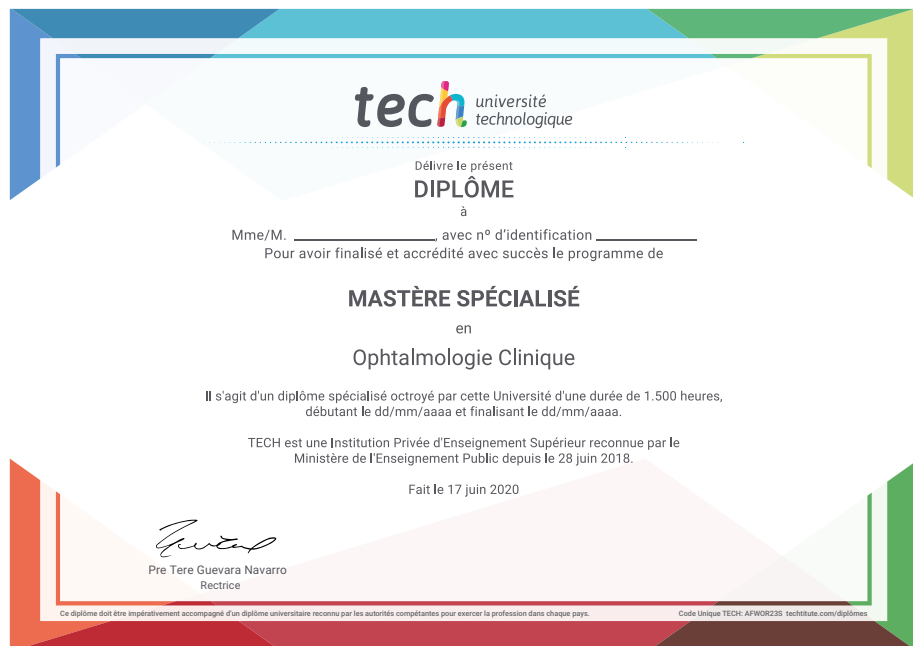 tech université
technologique
Délivre le présent
DIPLÔME
à
Mme/M. ____________, avec nº d'identification ____________
Pour avoir finalisé et accrédité avec succès le programme de
MASTÈRE SPÉCIALISÉ
en
Ophtalmologie Clinique
Il s'agit d'un diplôme spécialisé octroyé par cette Université d'une durée de 1.500 heures,
débutant le dd/mm/aaaa et finalisant le dd/mm/aaaa.
TECH est une Institution Privée d'Enseignement Supérieur reconnue par le
Ministère de l'Enseignement Public depuis le 28 juin 2018.
Fait le 17 juin 2020
Pre Tere Guevara Navarro
Rectrice
Ce diplôme doit être impérativement accompagné d'un diplôme universitaire reconnu par les autorités compétantes pour exercer la profession dans chaque pays.
Code Unique TECH: AFWOR23S techtitute.com/diplômes